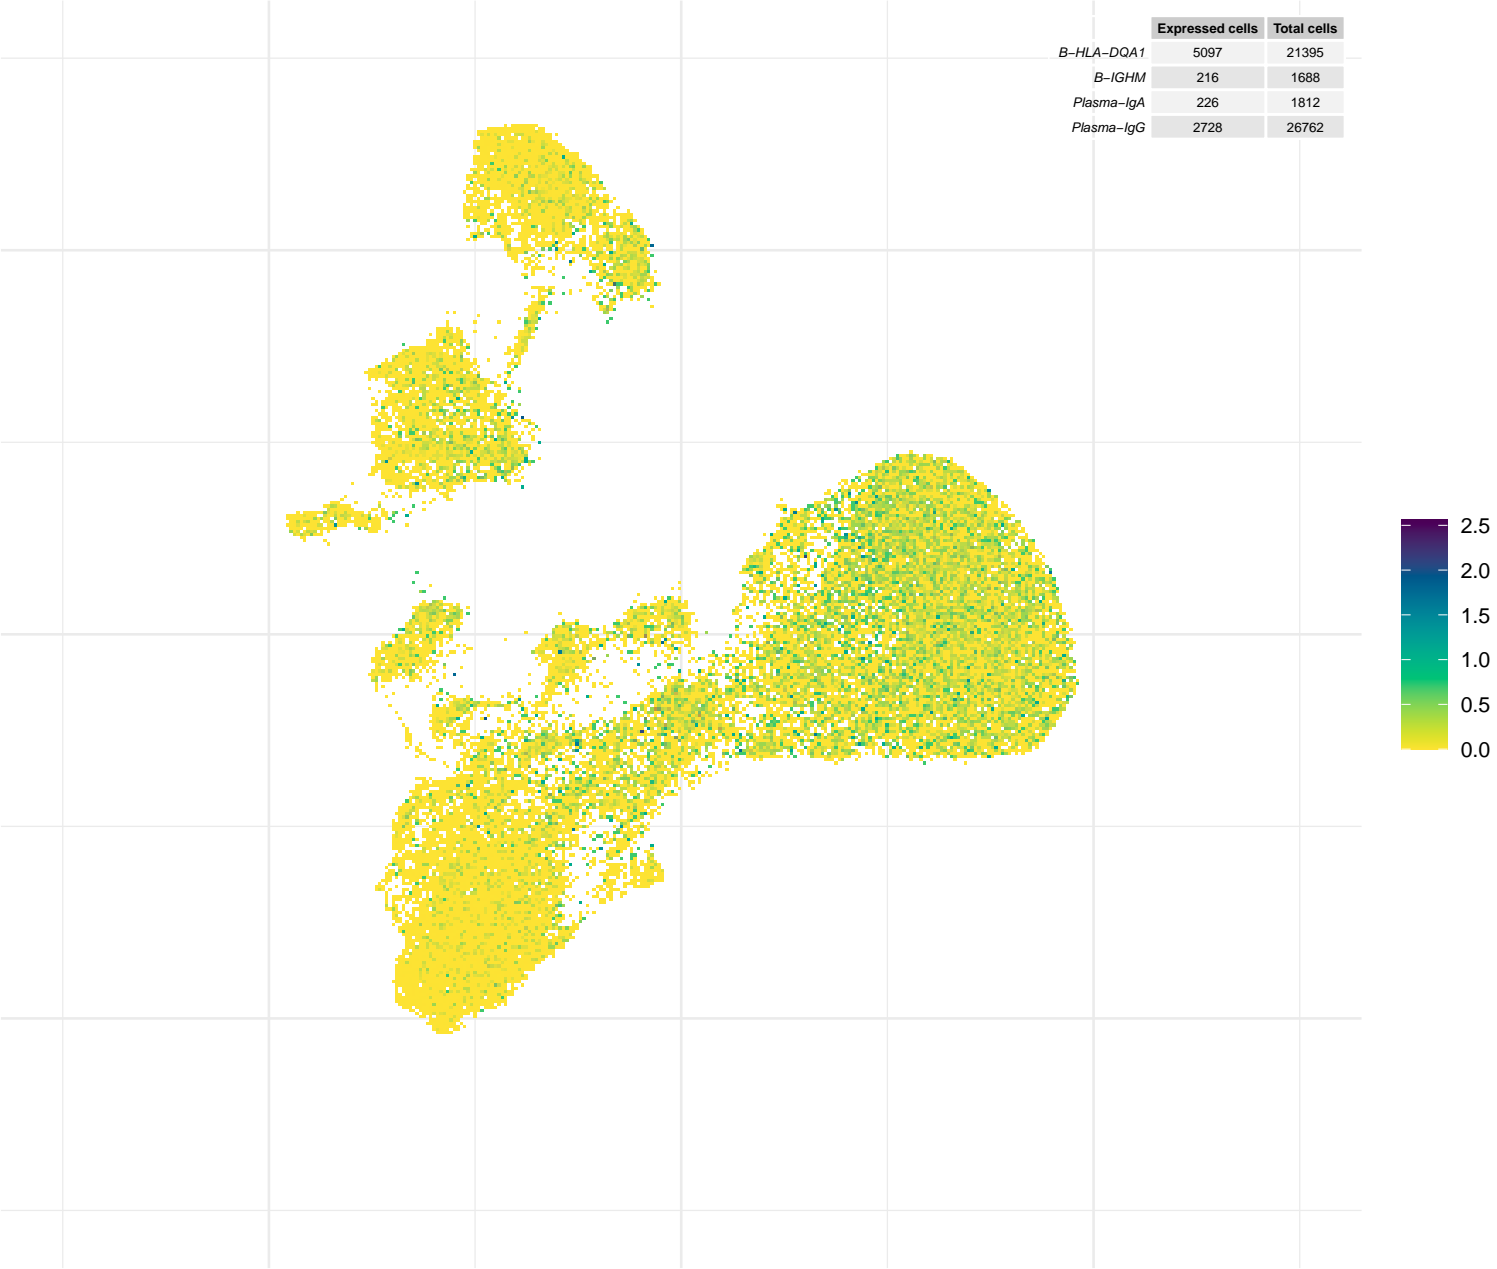 Expressed cells Total cells
B−HLA−DQA1 5097 21395
B−IGHM 216 1688
Plasma−IgA 226 1812
Plasma−IgG 2728 26762
2.5
2.0
1.5
1.0
0.5
0.0